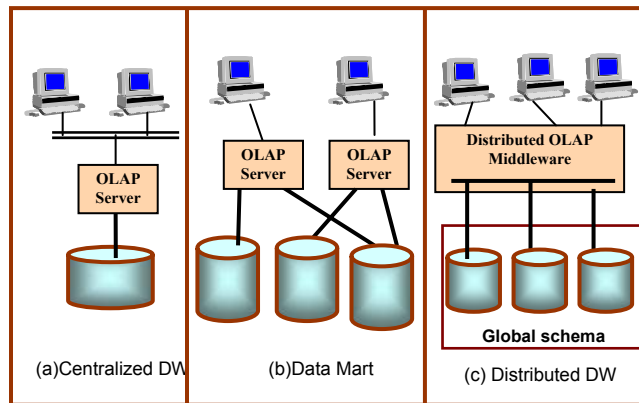 OLAP
Server
(a)Centralized DW
OLAP
Server
OLAP
Server
(b)Data Mart
Distributed OLAP
Middleware
Global schema
(c) Distributed DW